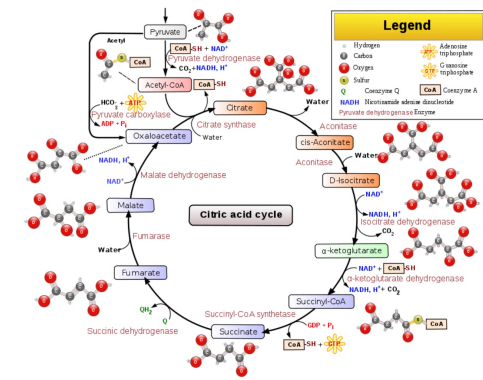 Pyruvate
Acetyl
CoA
CoA-SH + NAD⁺
Pyruvate dehydrogenase
CO₂+NADH, H⁺
Acetyl-CoA
CoA-SH
HCO₃⁻ + ATP
Pyruvate carboxylase
ADP + Pᵢ
Citrate synthase
Water
Oxaloacetate
Citrate
Water
Aconitase
cis-Aconitate
Water
Aconitase
D-Isocitrate
NAD⁺
NADH, H⁺
Isocitrate dehydrogenase
CO₂
α-ketoglutarate
NAD⁺ + CoA-SH
α-ketoglutarate dehydrogenase
NADH, H⁺+ CO₂
Succinyl-CoA
CoA
Succinyl-CoA synthetase
GDP + Pᵢ
CoA-SH + GTP
Succinate
QH₂
Q
Succinic dehydrogenase
Fumarate
Water
Fumarase
Malate
NADH, H⁺
NAD⁺
Malate dehydrogenase
Citric acid cycle
Legend
Hydrogen
Carbon
Oxygen
Sulfur
Q Coenzyme Q
NADH Nicotinamide adenine dinucleotide
Pyruvate dehydrogenase Enzyme
ATP Adenosine triphosphate
GTP Guanosine triphosphate
CoA Coenzyme A